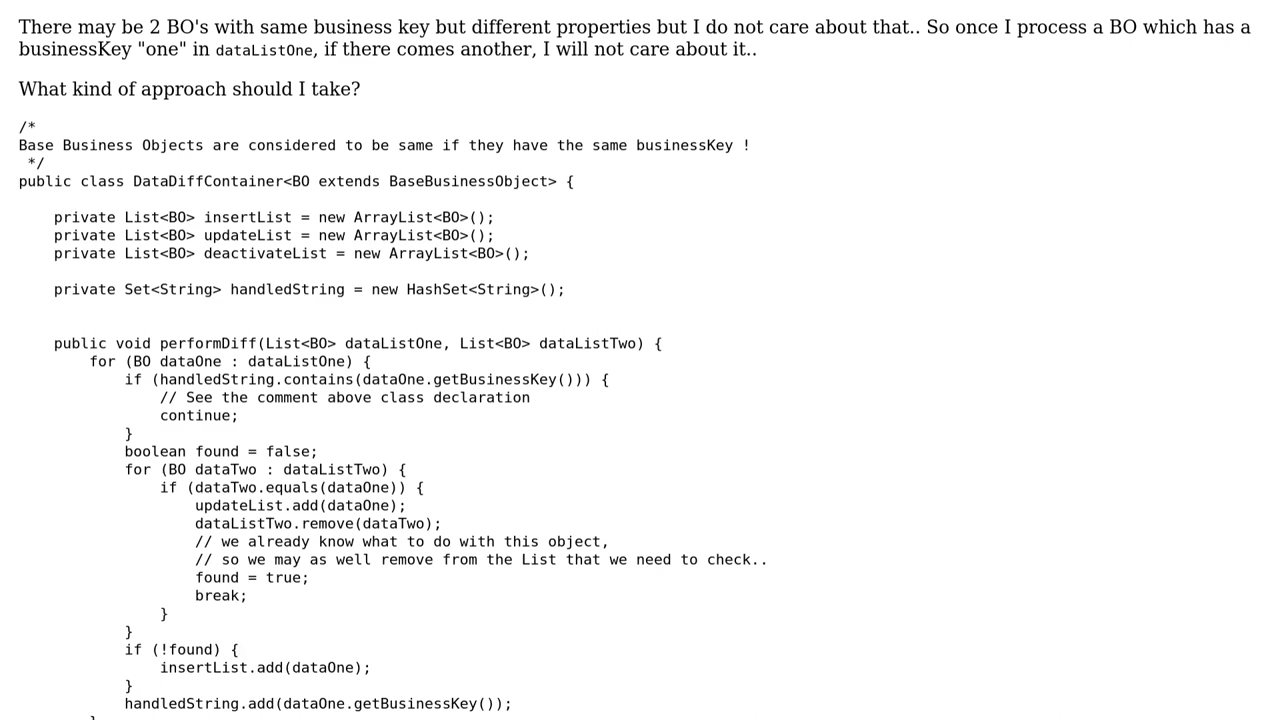 There may be 2 BO's with same business key but different properties but I do not care about that.. So once I process a BO which has a
businessKey "one" in dataListOne, if there comes another, I will not care about it..
What kind of approach should I take?
/*
Base Business Objects are considered to be same if they have the same businessKey !
 */
public class DataDiffContainer<BO extends BaseBusinessObject> {
    private List<BO> insertList = new ArrayList<BO>();
    private List<BO> updateList = new ArrayList<BO>();
    private List<BO> deactivateList = new ArrayList<BO>();
    private Set<String> handledString = new HashSet<String>();
    public void performDiff(List<BO> dataListOne, List<BO> dataListTwo) {
        for (BO dataOne : dataListOne) {
            if (handledString.contains(dataOne.getBusinessKey())) {
                // See the comment above class declaration
                continue;
            }
            boolean found = false;
            for (BO dataTwo : dataListTwo) {
                if (dataTwo.equals(dataOne)) {
                    updateList.add(dataOne);
                    dataListTwo.remove(dataTwo);
                    // we already know what to do with this object,
                    // so we may as well remove from the List that we need to check..
                    found = true;
                    break;
                }
            }
            if (!found) {
                insertList.add(dataOne);
            }
            handledString.add(dataOne.getBusinessKey());